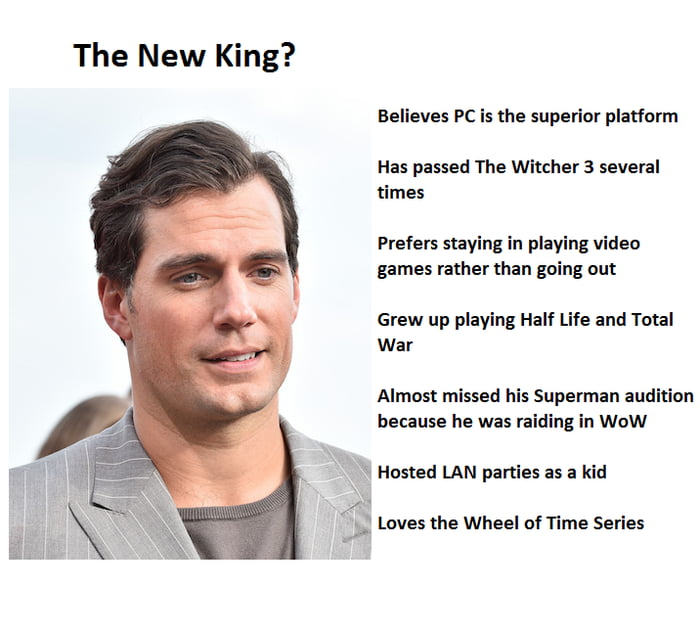 The New King?
Believes PC is the superior platform
Has passed The Witcher 3 several
times
Prefers staying in playing video
games rather than going out
Grew up playing Half Life and Total
War
Almost missed his Superman audition
because he was raiding in WoW
Hosted LAN parties as a kid
Loves the Wheel of Time Series